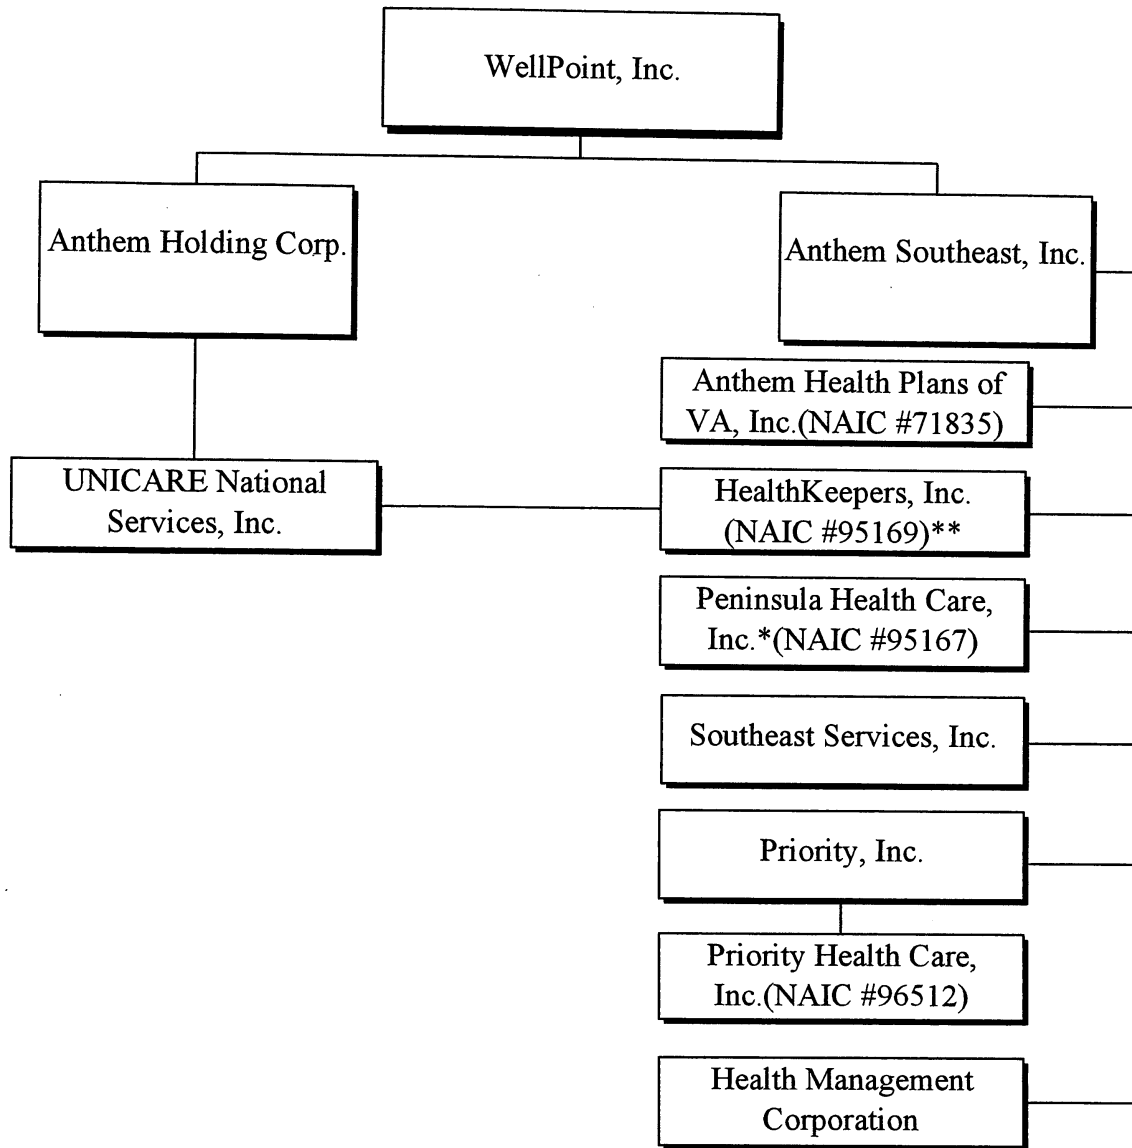 WellPoint, Inc.
Anthem Holding Corp.
Anthem Southeast, Inc.
Anthem Health Plans of
VA, Inc.(NAIC #71835)
UNICARE National
Services, Inc.
HealthKeepers, Inc.
(NAIC #95169)**
Peninsula Health Care,
Inc.*(NAIC #95167)
Southeast Services, Inc.
Priority, Inc.
Priority Health Care,
Inc.(NAIC #96512)
Health Management
Corporation